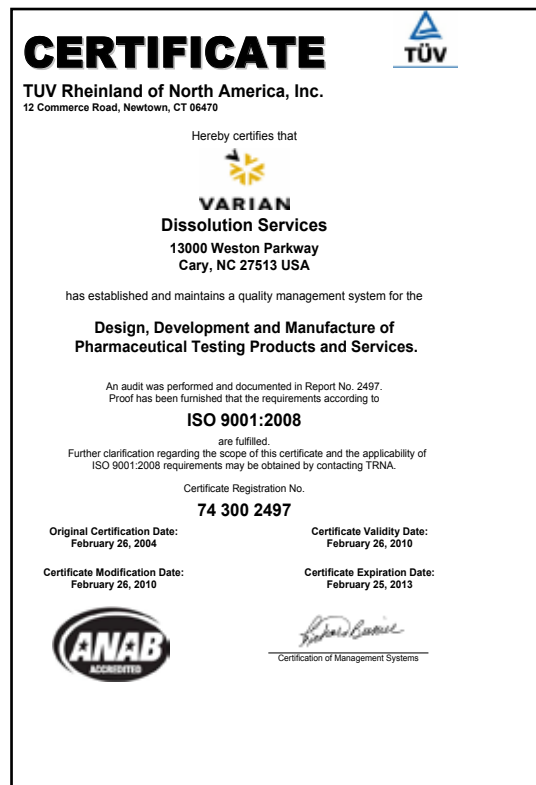 CERTIFICATE
TÜV
TUV Rheinland of North America, Inc.
12 Commerce Road, Newtown, CT 06470
Hereby certifies that
VARIAN
Dissolution Services
13000 Weston Parkway
Cary, NC 27513 USA
has established and maintains a quality management system for the
Design, Development and Manufacture of
Pharmaceutical Testing Products and Services.
An audit was performed and documented in Report No. 2497.
Proof has been furnished that the requirements according to
ISO 9001:2008
are fulfilled.
Further clarification regarding the scope of this certificate and the applicability of
ISO 9001:2008 requirements may be obtained by contacting TRNA.
Certificate Registration No.
74 300 2497
Original Certification Date:
February 26, 2004
Certificate Validity Date:
February 26, 2010
Certificate Modification Date:
February 26, 2010
Certificate Expiration Date:
February 25, 2013
ANAB
ACCREDITED
Certification of Management Systems